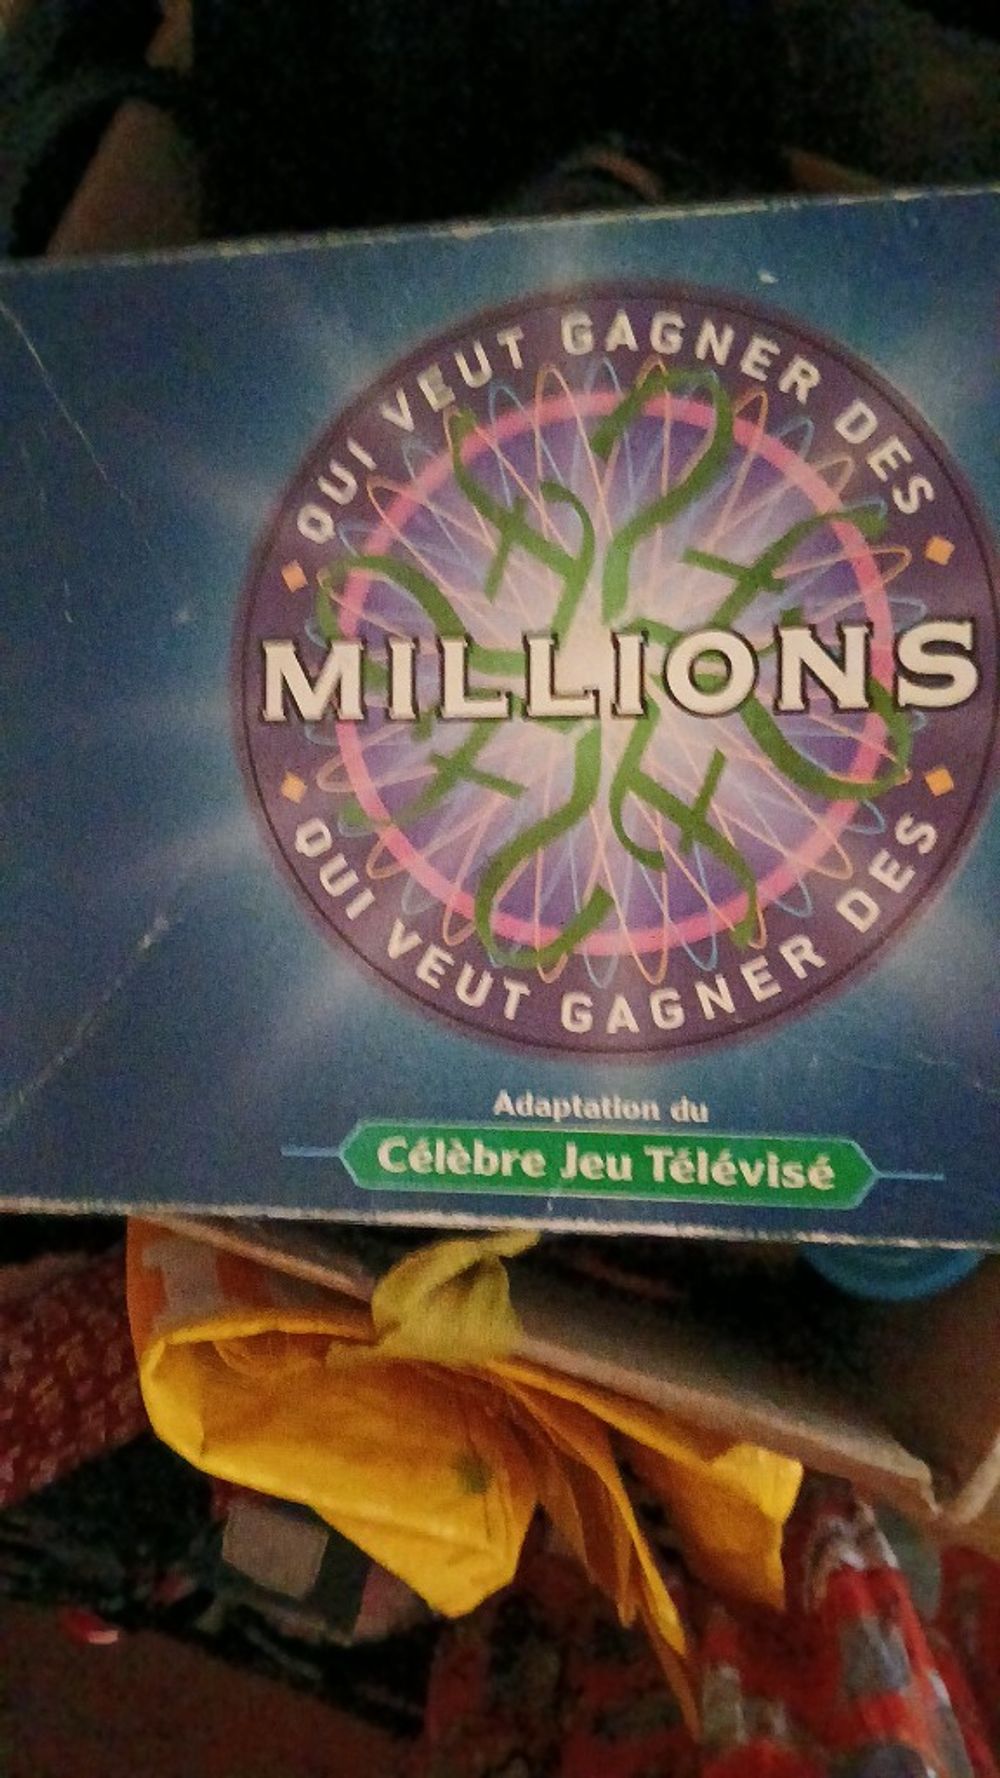 QUI VEUT GAGNER DES
MILLIONS
QUI VEUT GAGNER DES
Adaptation du
Célèbre Jeu Télévisé